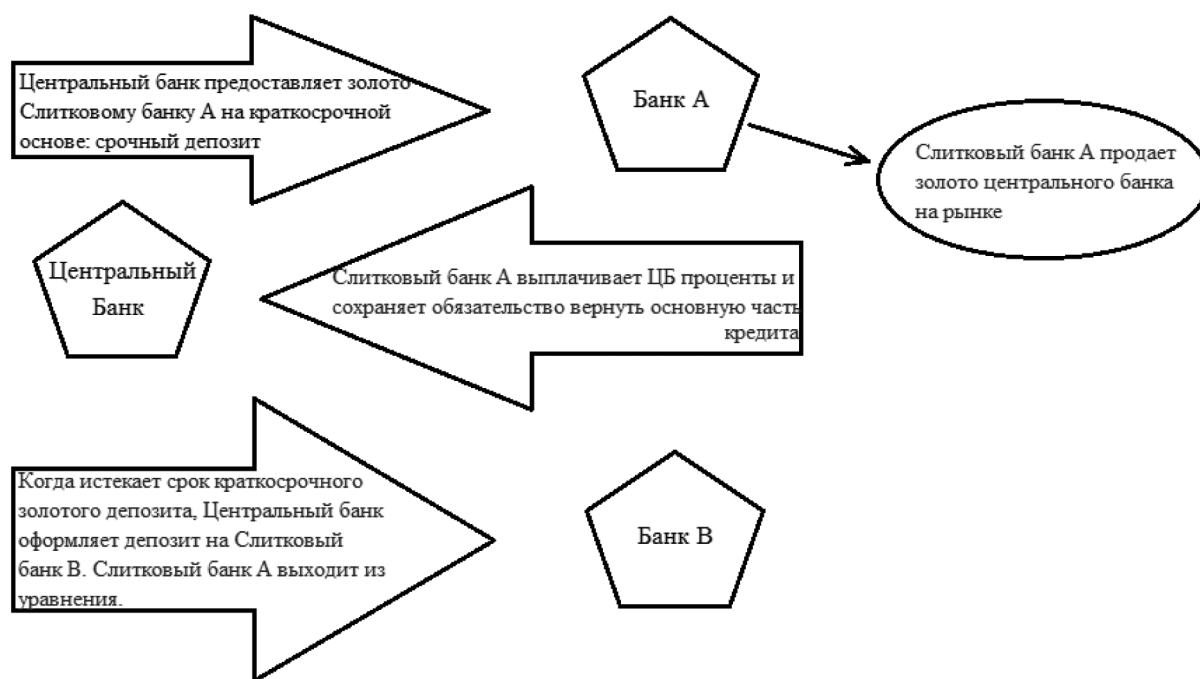 Центральный банк предоставляет золото
Слитковому банку А на краткосрочной
основе: срочный депозит
Банк А
Слитковый банк А продает
золото центрального банка
на рынке
Центральный
Банк
Слитковый банк А выплачивает ЦБ проценты и
сохраняет обязательство вернуть основную часть
кредита
Когда истекает срок краткосрочного
золотого депозита, Центральный банк
оформляет депозит на Слитковый
банк В. Слитковый банк А выходит из
уравнения.
Банк В